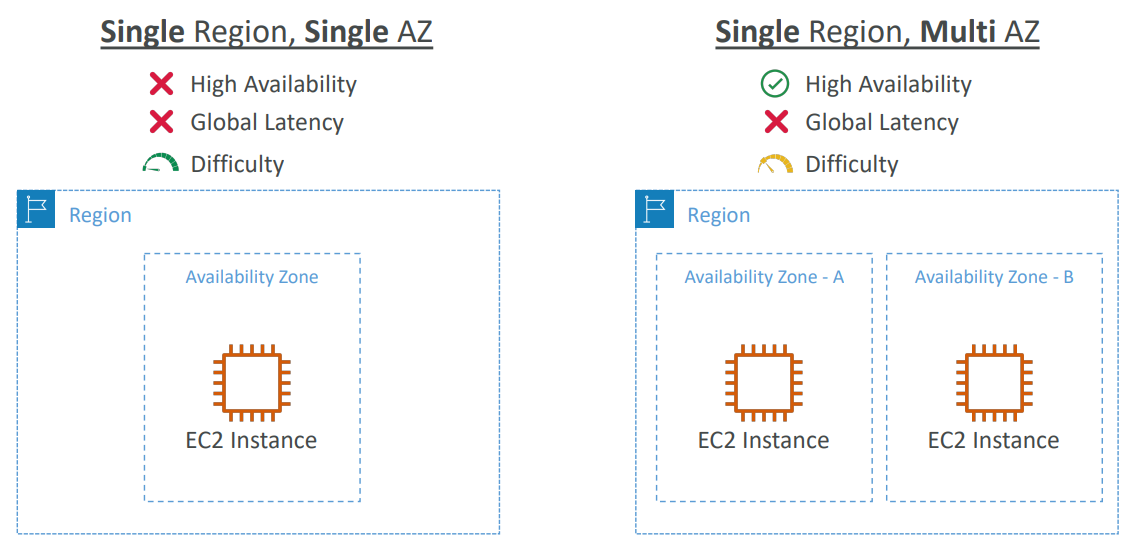 Single Region, Single AZ
High Availability
Global Latency
Difficulty
Region
Availability Zone
EC2 Instance
Single Region, Multi AZ
High Availability
Global Latency
Difficulty
Region
Availability Zone - A
EC2 Instance
Availability Zone - B
EC2 Instance